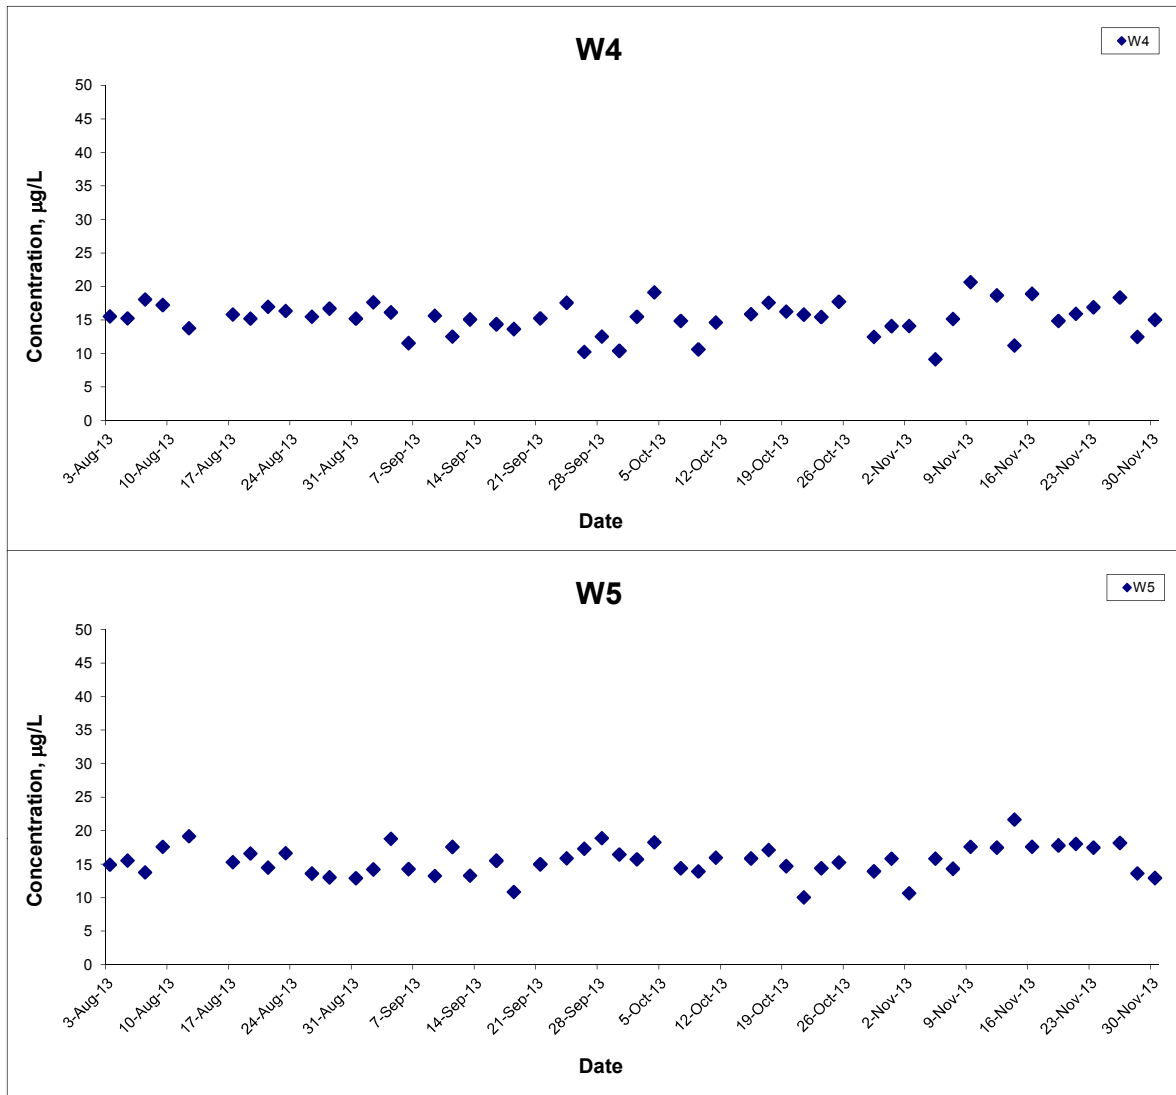 W4
W4
50
45
40
35
30
25
20
15
10
5
0
Concentration, µg/L
3-Aug-13
10-Aug-13
17-Aug-13
24-Aug-13
31-Aug-13
7-Sep-13
14-Sep-13
21-Sep-13
28-Sep-13
5-Oct-13
12-Oct-13
19-Oct-13
26-Oct-13
2-Nov-13
9-Nov-13
16-Nov-13
23-Nov-13
30-Nov-13
Date
W5
W5
50
45
40
35
30
25
20
15
10
5
0
Concentration, µg/L
3-Aug-13
10-Aug-13
17-Aug-13
24-Aug-13
31-Aug-13
7-Sep-13
14-Sep-13
21-Sep-13
28-Sep-13
5-Oct-13
12-Oct-13
19-Oct-13
26-Oct-13
2-Nov-13
9-Nov-13
16-Nov-13
23-Nov-13
30-Nov-13
Date